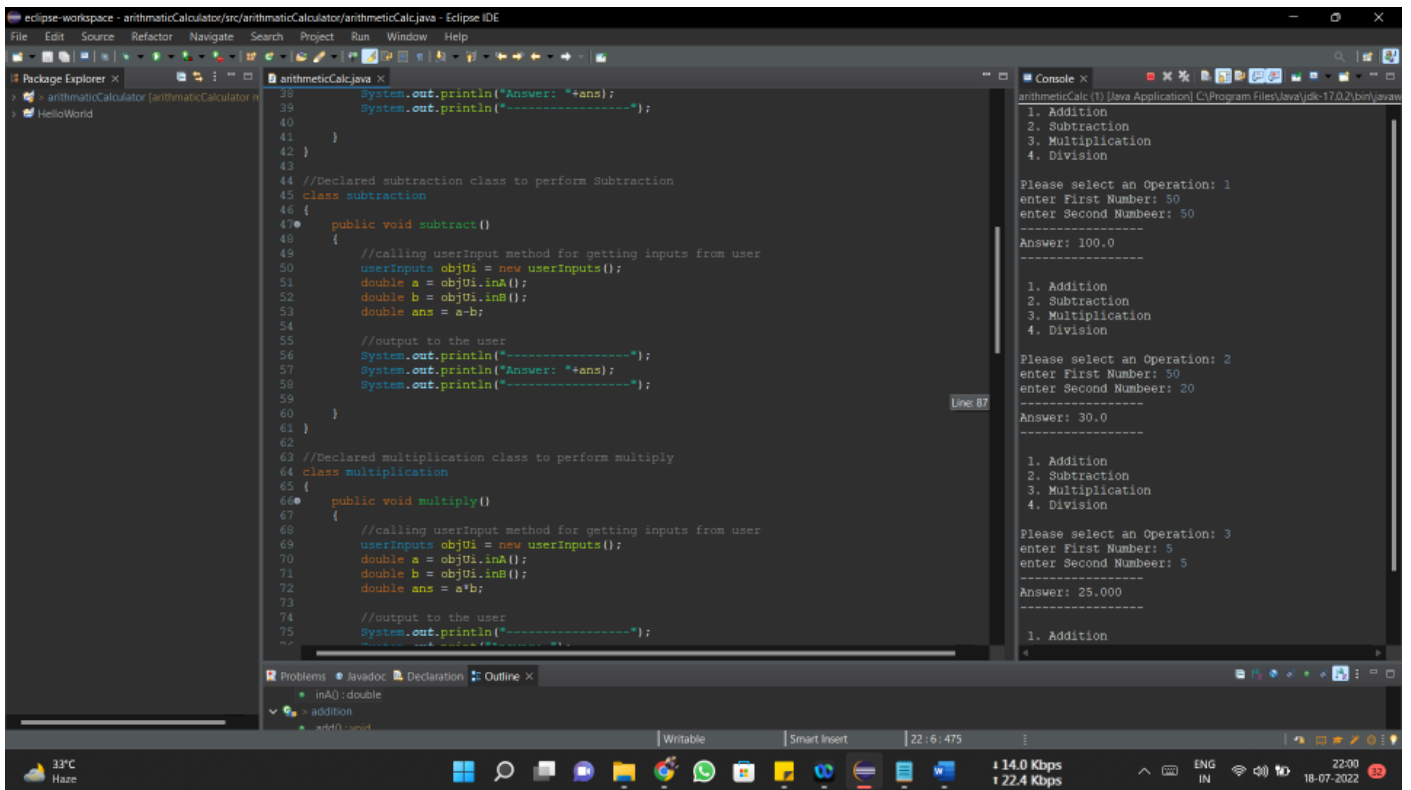 eclipse-workspace - arithmaticCalculator/src/arithmaticCalculator/arithmeticCalc.java - Eclipse IDE
File Edit Source Refactor Navigate Search Project Run Window Help
Package Explorer
> arithmaticCalculator [arithmaticCalculator m
HelloWorld
arithmeticCalc.java
38 System.out.println("Answer: "+ans);
39 System.out.println("-----------------");
40
41 }
42 }
43
44 //Declared subtraction class to perform Subtraction
45 class subtraction
46 {
47 public void subtract()
48 {
49 //calling userInput method for getting inputs from user
50 userInputs objUi = new userInputs();
51 double a = objUi.inA();
52 double b = objUi.inB();
53 double ans = a-b;
54
55 //output to the user
56 System.out.println("-----------------");
57 System.out.println("Answer: "+ans);
58 System.out.println("-----------------");
59
60 }
61 }
62
63 //Declared multiplication class to perform multiply
64 class multiplication
65 {
66 public void multiply()
67 {
68 //calling userInput method for getting inputs from user
69 userInputs objUi = new userInputs();
70 double a = objUi.inA();
71 double b = objUi.inB();
72 double ans = a*b;
73
74 //output to the user
75 System.out.println("-----------------");
Line: 87
Console
arithmeticCalc (1) [Java Application] C:\Program Files\Java\jdk-17.0.2\bin\javaw
1. Addition
2. Subtraction
3. Multiplication
4. Division
Please select an Operation: 1
enter First Number: 50
enter Second Numbeer: 50
-----------------
Answer: 100.0
-----------------
1. Addition
2. Subtraction
3. Multiplication
4. Division
Please select an Operation: 2
enter First Number: 50
enter Second Numbeer: 20
-----------------
Answer: 30.0
-----------------
1. Addition
2. Subtraction
3. Multiplication
4. Division
Please select an Operation: 3
enter First Number: 5
enter Second Numbeer: 5
-----------------
Answer: 25.000
-----------------
1. Addition
Problems Javadoc Declaration Outline
inA() : double
> addition
add() : void
Writable Smart Insert 22 : 6 : 475
33°C
Haze
14.0 Kbps
22.4 Kbps
ENG
IN
22:00
18-07-2022
32